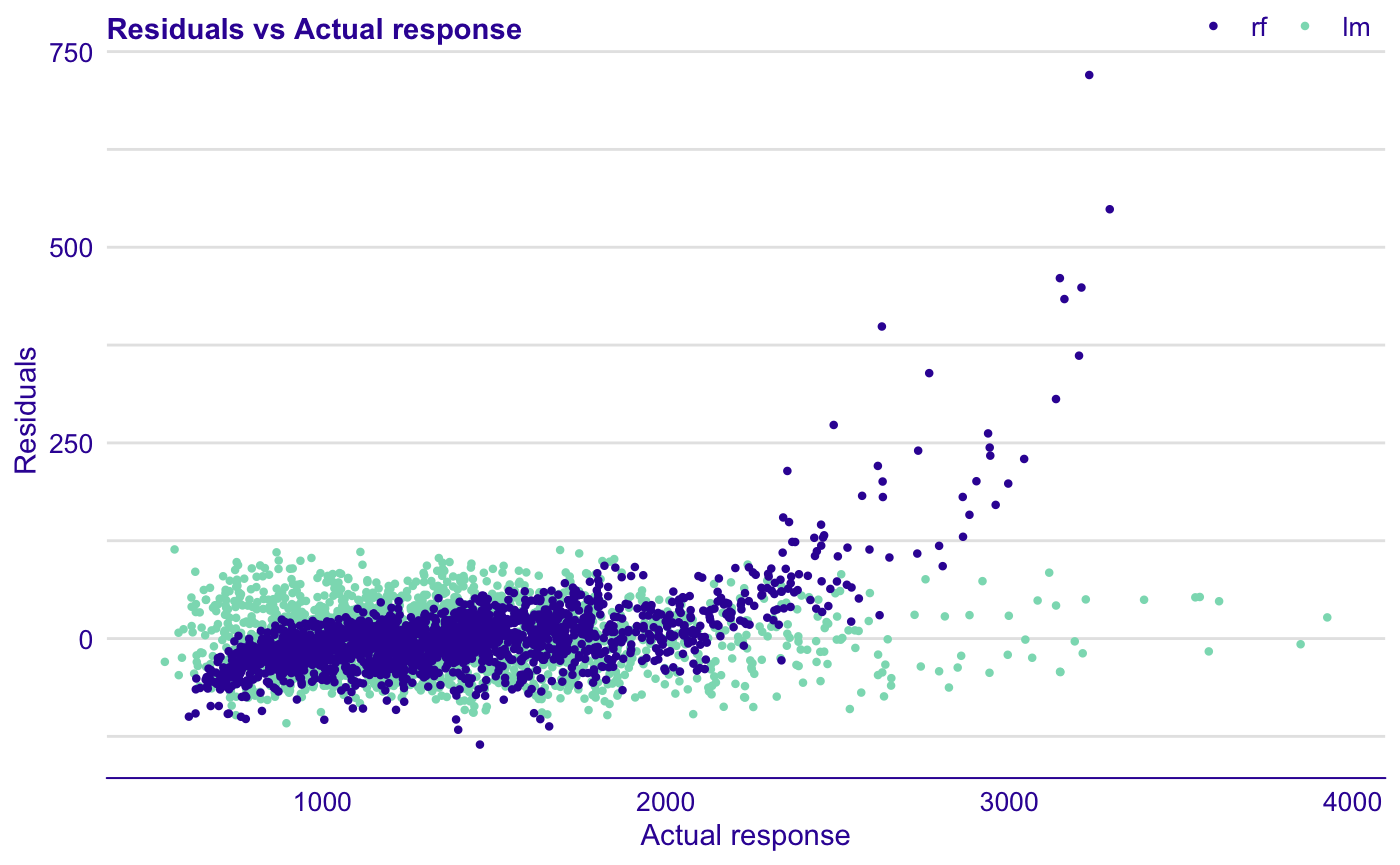 Residuals vs Actual response
rf lm
750
500
250
0
Residuals
1000 2000 3000 4000
Actual response